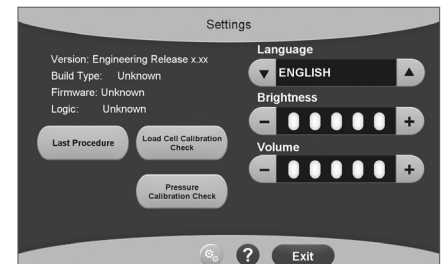 Settings
Version: Engineering Release x.xx
Build Type: Unknown
Firmware: Unknown
Logic: Unknown
Last Procedure
Load Cell Calibration
Check
Pressure
Calibration Check
Language
ENGLISH
Brightness
- +
Volume
- +
? Exit